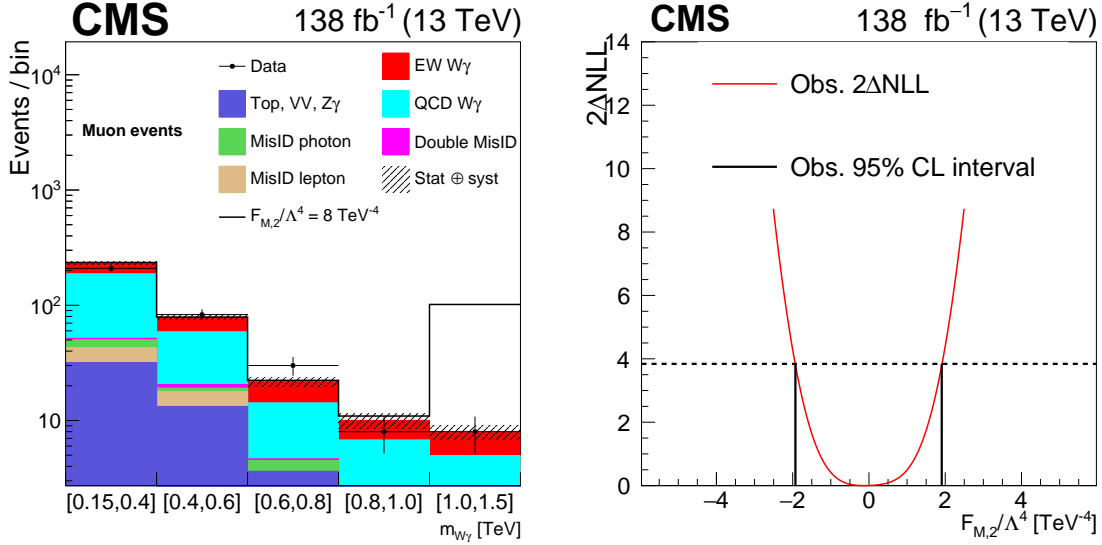 CMS 138 fb⁻¹ (13 TeV)
Events / bin
10⁴
10³
10²
10
Muon events
Data
EW Wγ
Top, VV, Zγ
QCD Wγ
MisID photon
Double MisID
MisID lepton
Stat ⊕ syst
F_M,2/Λ⁴ = 8 TeV⁻⁴
[0.15,0.4] [0.4,0.6] [0.6,0.8] [0.8,1.0] [1.0,1.5]
m_Wγ [TeV]
CMS 138 fb⁻¹ (13 TeV)
2ΔNLL
14
12
10
8
6
4
2
0
Obs. 2ΔNLL
Obs. 95% CL interval
−4 −2 0 2 4
F_M,2/Λ⁴ [TeV⁻⁴]